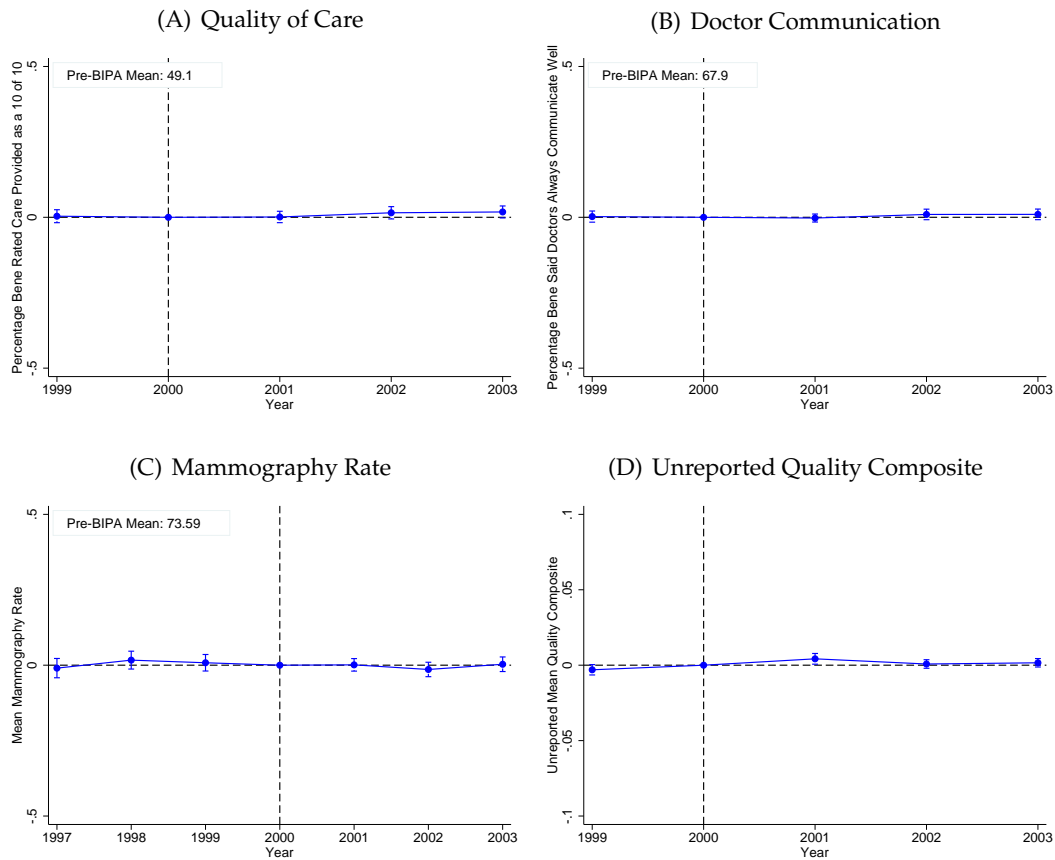 (A) Quality of Care
Percentage Bene Rated Care Provided as a 10 of 10
.5
0
-.5
Pre-BIPA Mean: 49.1
1999 2000 2001 2002 2003
Year
(B) Doctor Communication
Percentage Bene Said Doctors Always Communicate Well
.5
0
-.5
Pre-BIPA Mean: 67.9
1999 2000 2001 2002 2003
Year
(C) Mammography Rate
Mean Mammography Rate
.5
0
-.5
Pre-BIPA Mean: 73.59
1997 1998 1999 2000 2001 2002 2003
Year
(D) Unreported Quality Composite
Unreported Mean Quality Composite
.1
.05
0
-.05
-.1
1999 2000 2001 2002 2003
Year